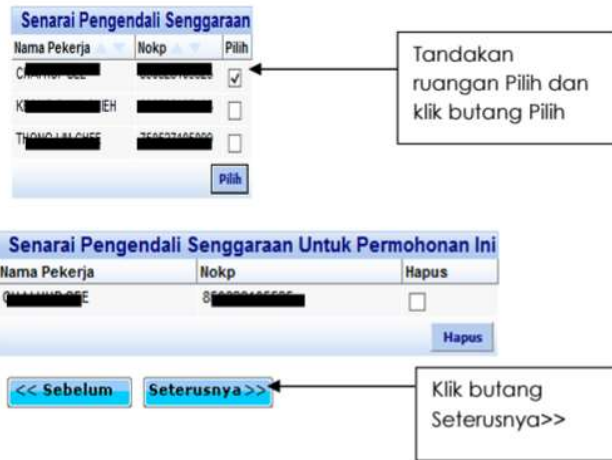 Senarai Pengendali Senggaraan
Nama Pekerja Nokp Pilih
Pilih
Tandakan
ruangan Pilih dan
klik butang Pilih
Senarai Pengendali Senggaraan Untuk Permohonan Ini
Nama Pekerja Nokp Hapus
Hapus
<< Sebelum Seterusnya>>
Klik butang
Seterusnya>>